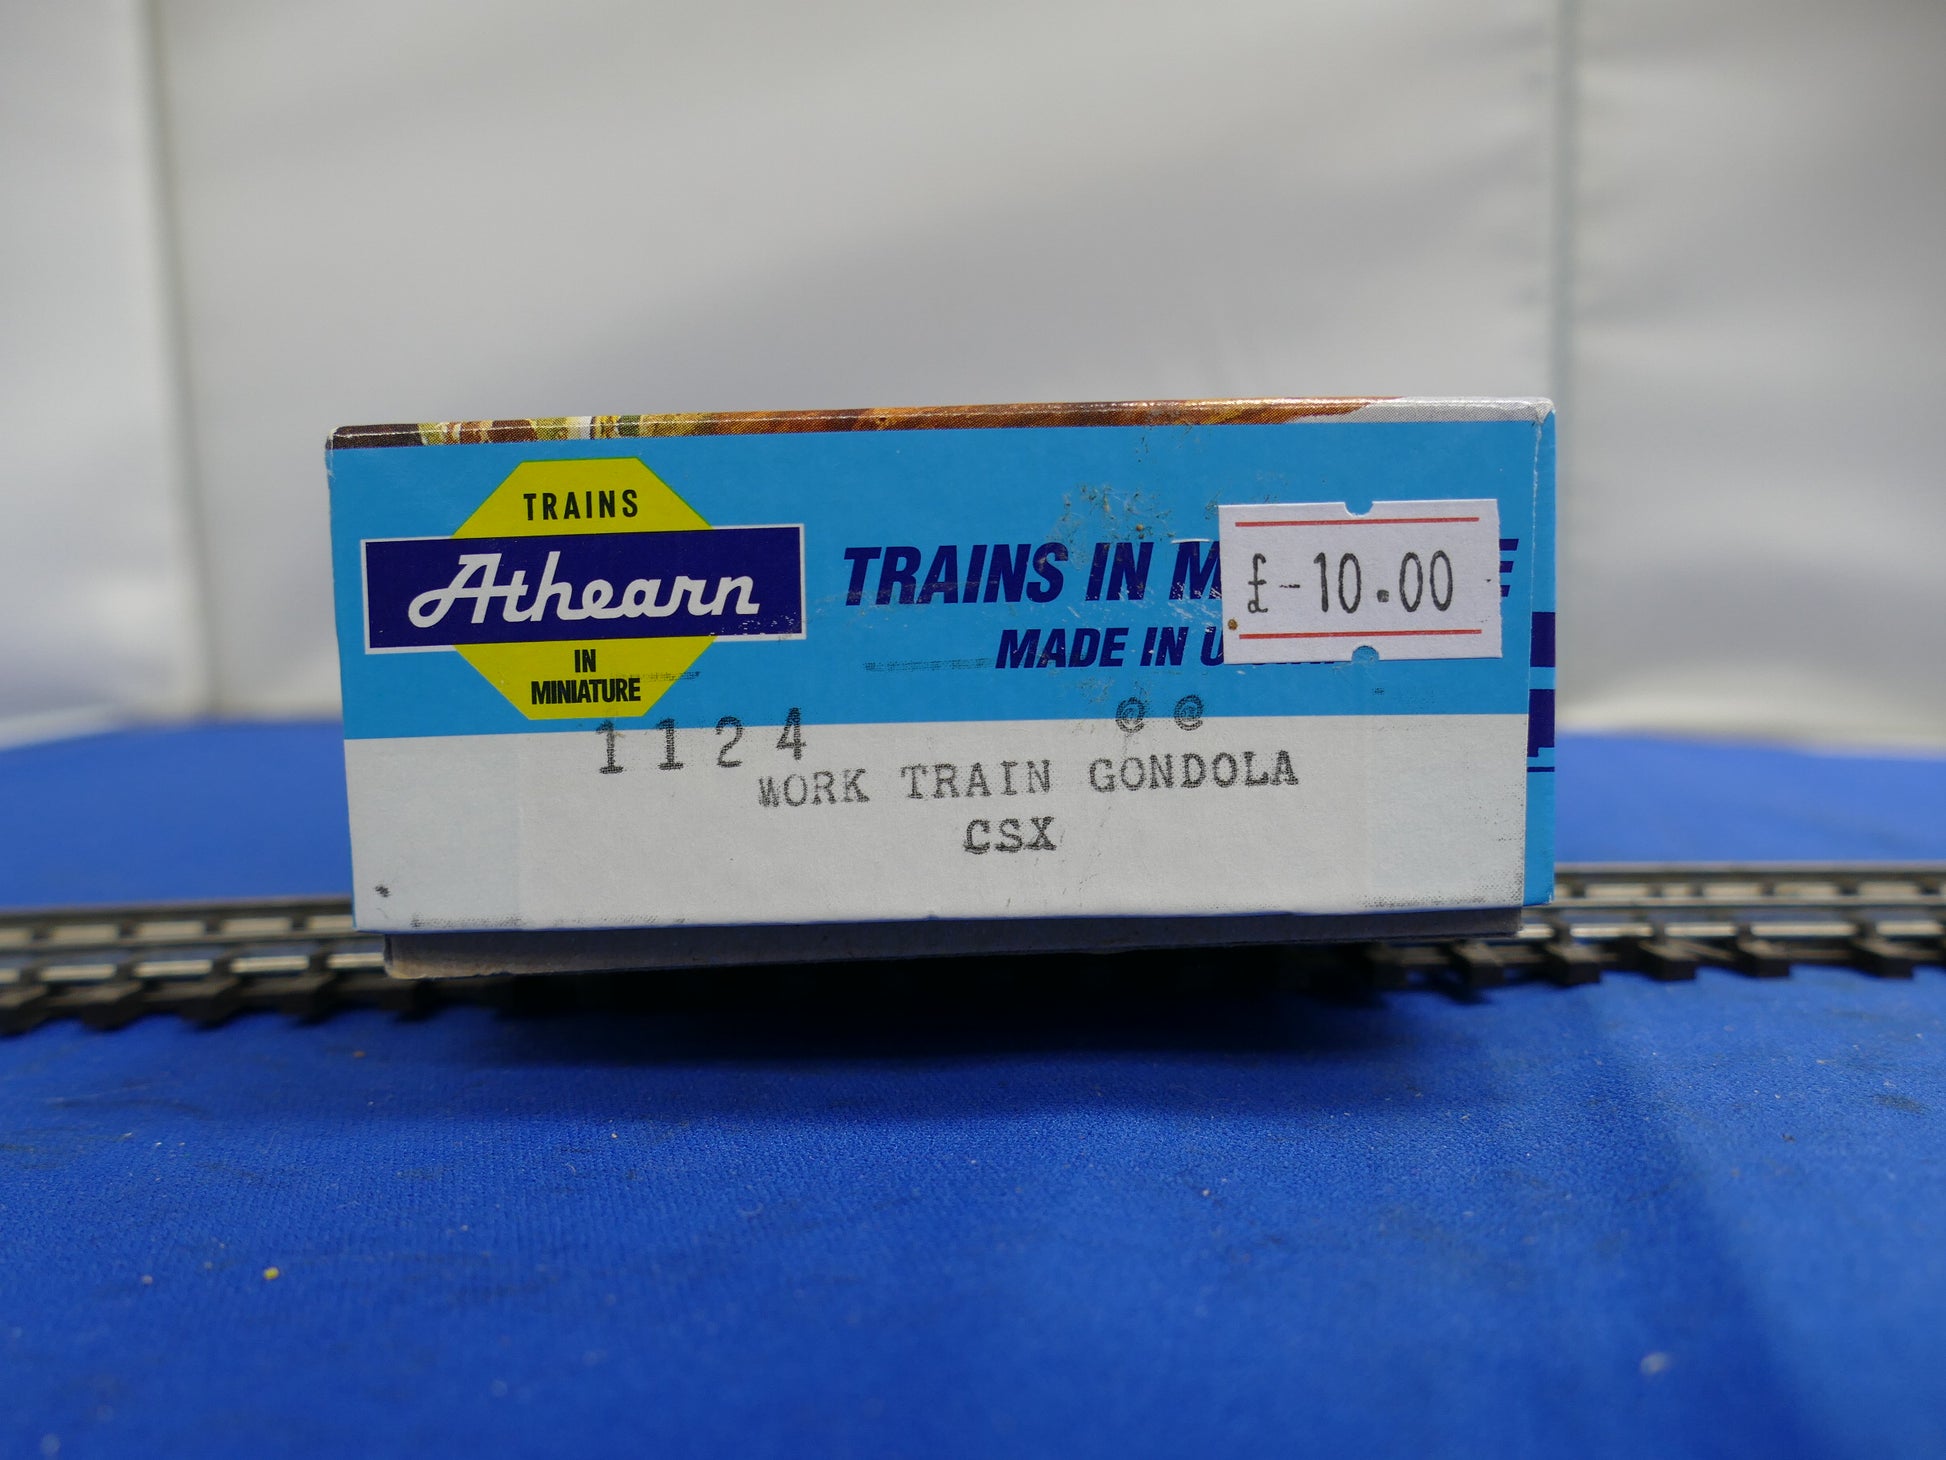 TRAINS
Athearn
IN
MINIATURE
TRAINS IN
MADE IN
£-10.00
1124 @ @
WORK TRAIN GONDOLA
CSX